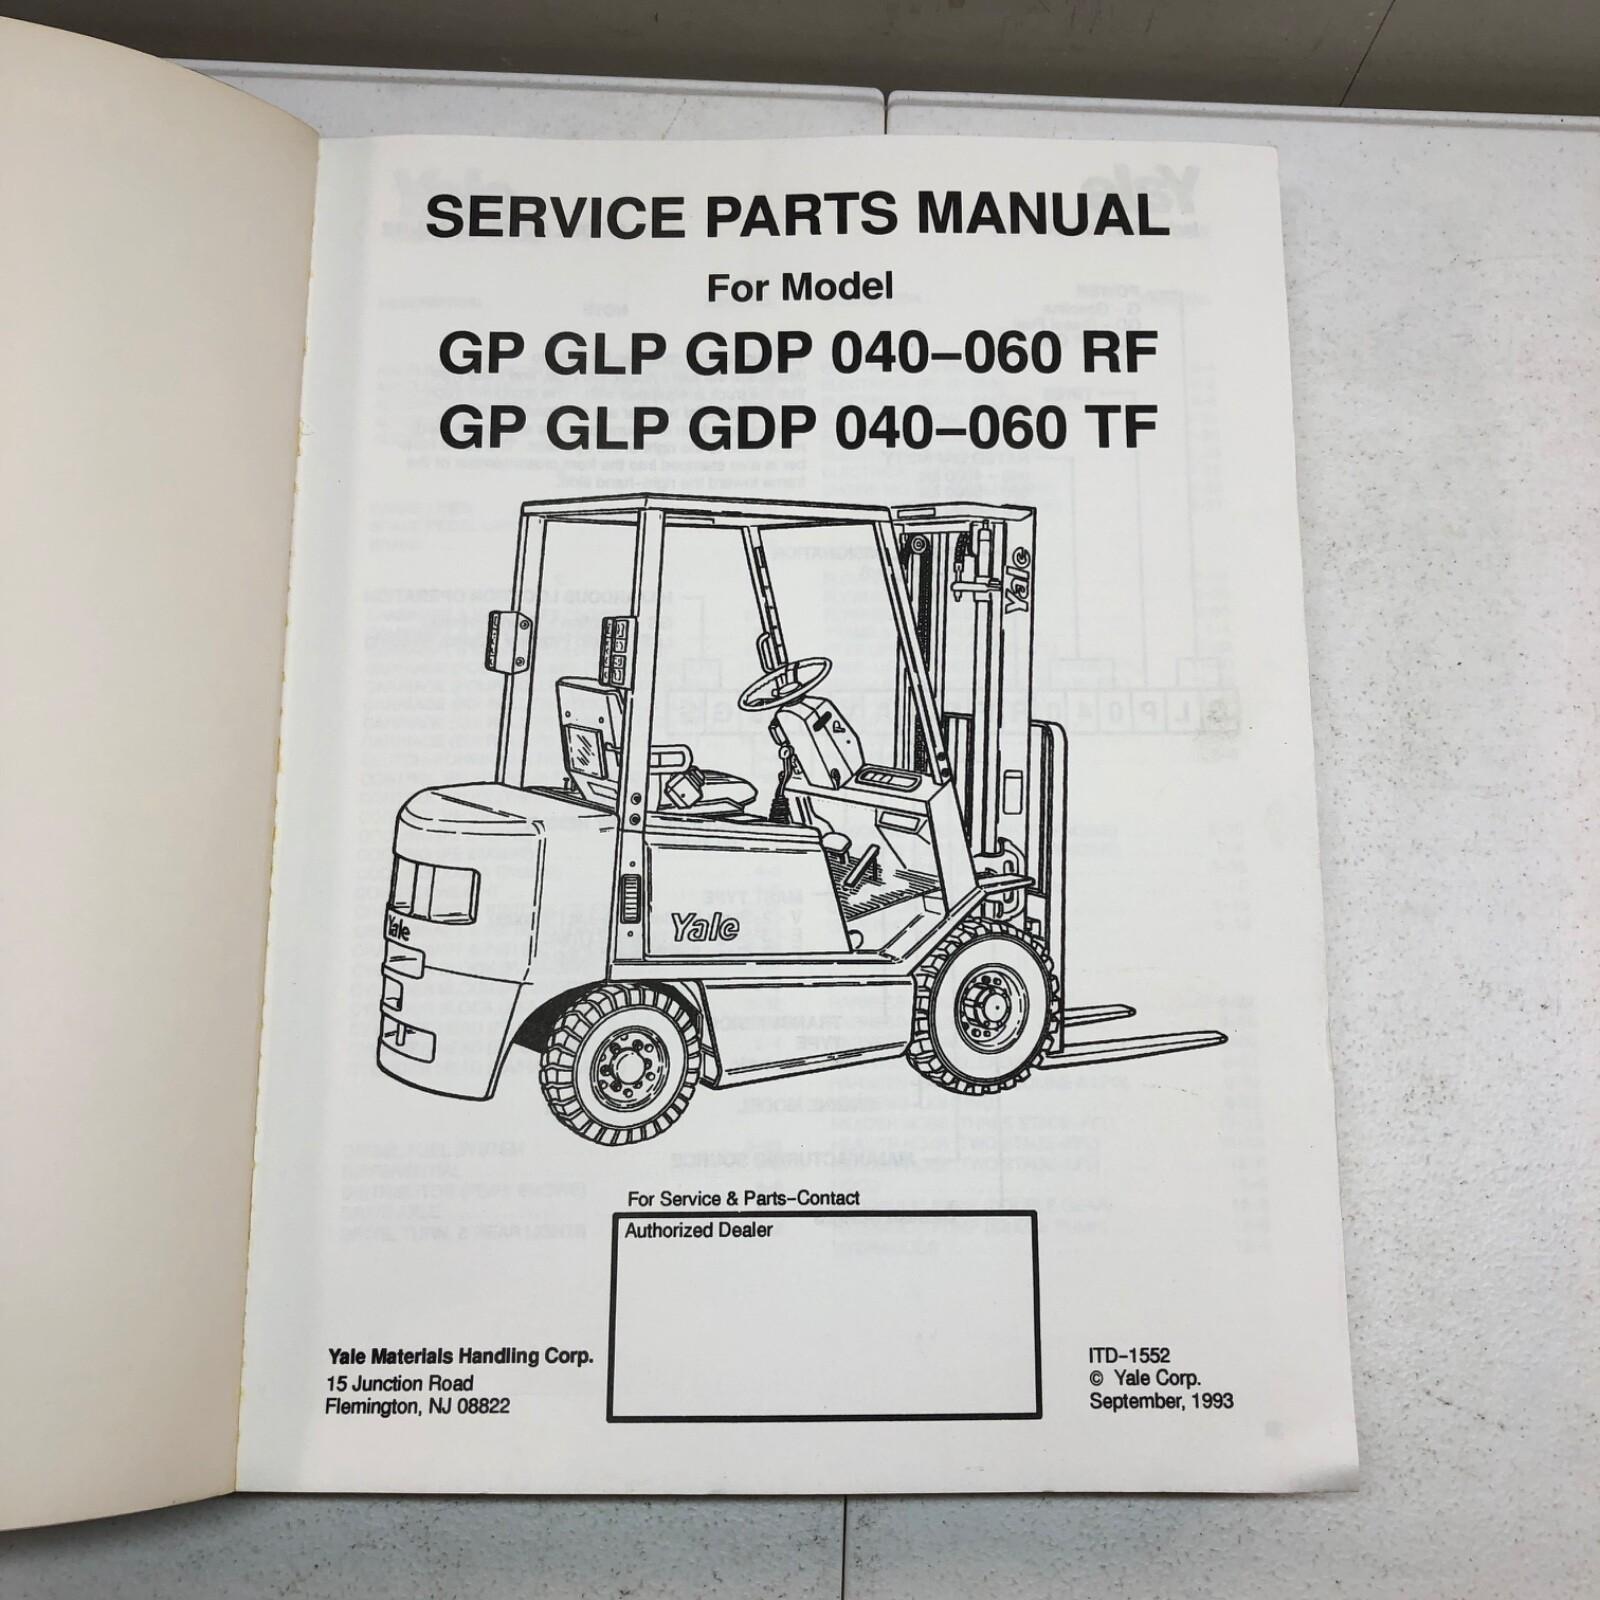 SERVICE PARTS MANUAL
For Model
GP GLP GDP 040–060 RF
GP GLP GDP 040–060 TF
Yale
Yale
Yale
For Service & Parts–Contact
Authorized Dealer
Yale Materials Handling Corp.
15 Junction Road
Flemington, NJ 08822
ITD–1552
© Yale Corp.
September, 1993